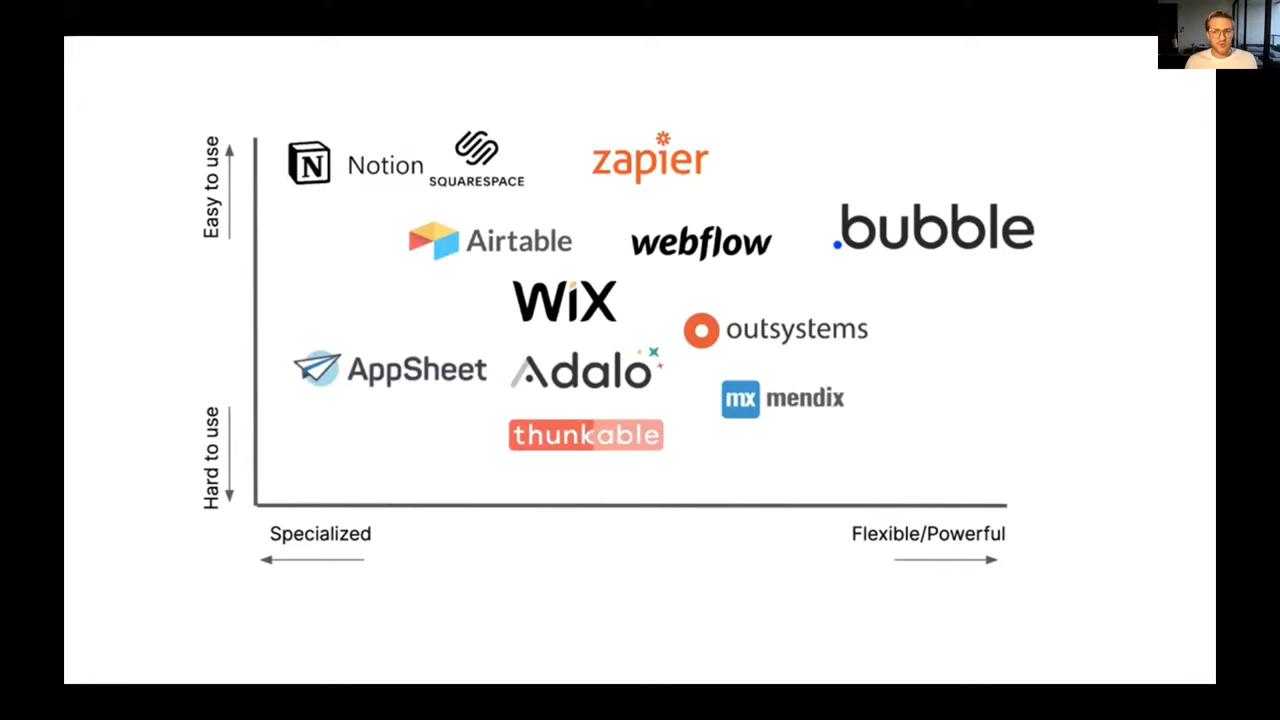 Easy to use
Hard to use
N Notion
SQUARESPACE
zapier
Airtable
webflow
.bubble
WiX
outsystems
AppSheet
Adalo
mx mendix
thunkable
Specialized
Flexible/Powerful